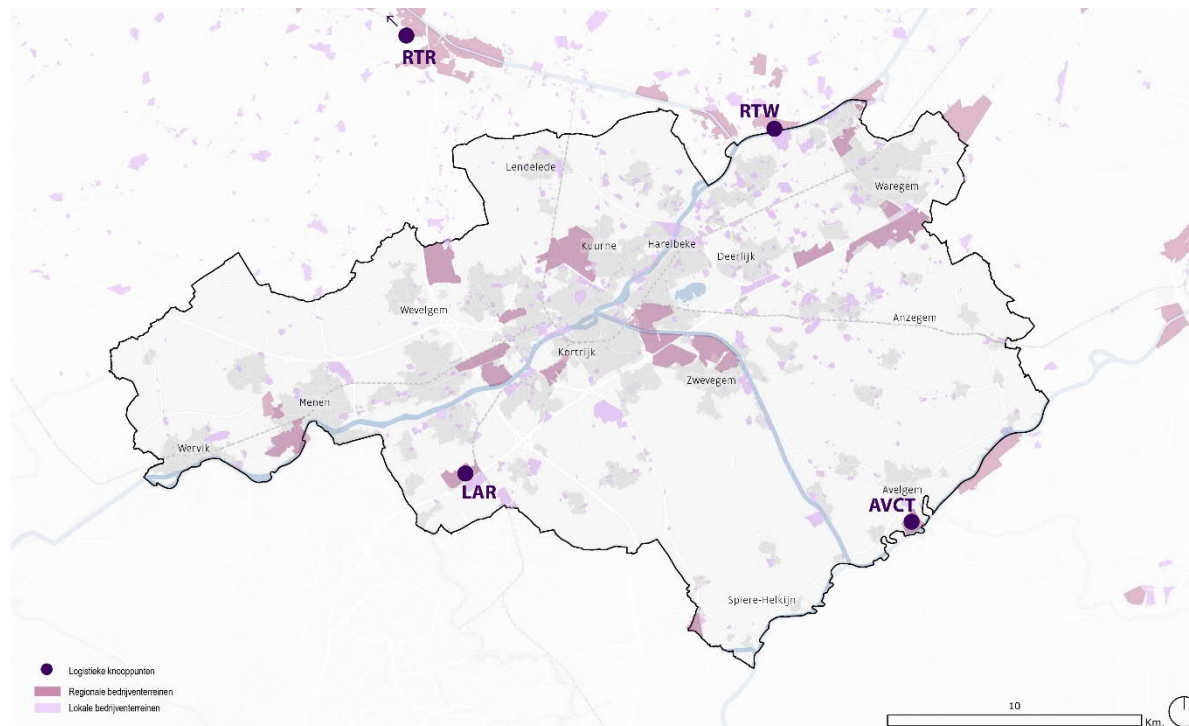 RTR
RTW
Lendelede
Waregem
Kuurne
Harelbeke
Deerlijk
Wevelgem
Anzegem
Kortrijk
Zwevegem
Menen
Wervik
LAR
Avelgem
AVCT
Spiere-Helkijn
Logistieke knooppunten
Regionale bedrijventerreinen
Lokale bedrijventerreinen
10
Km.